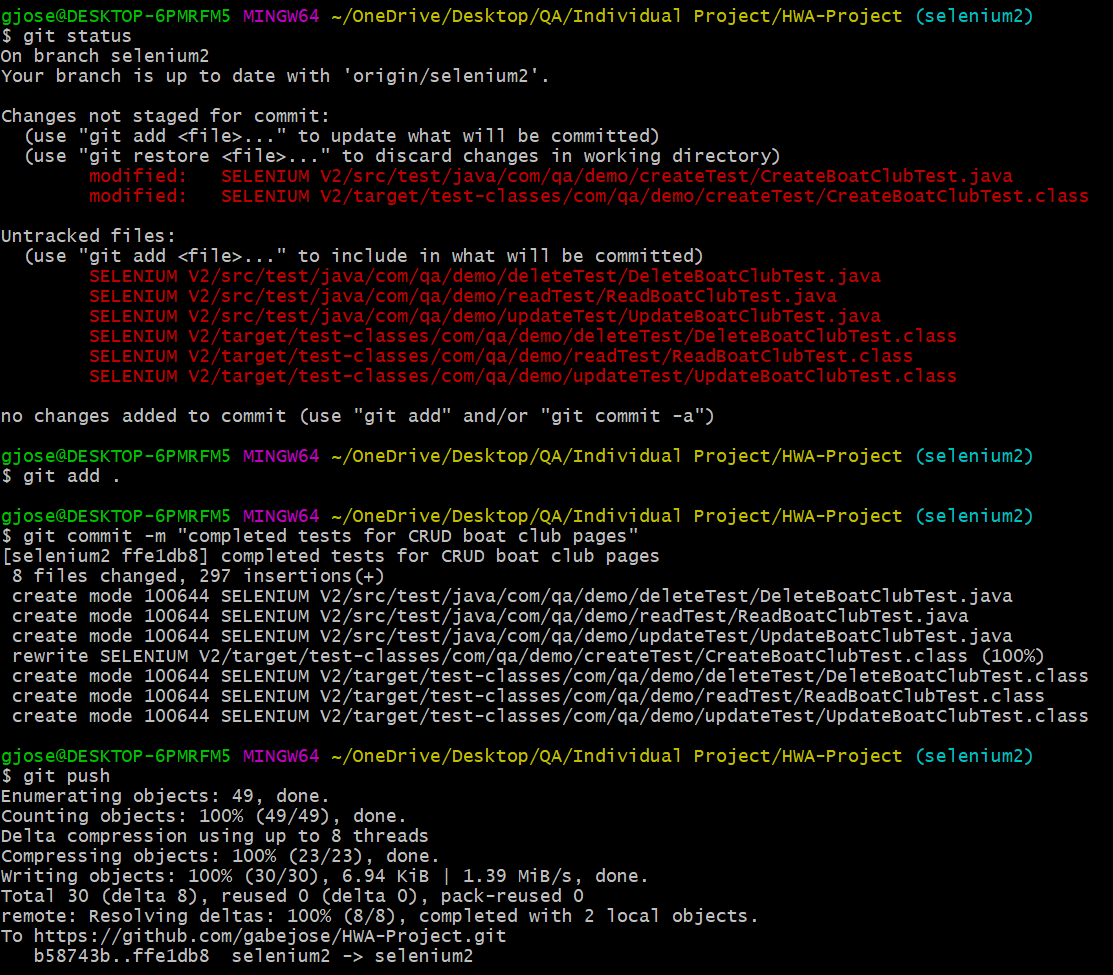 gjose@DESKTOP-6PMRFM5 MINGW64 ~/OneDrive/Desktop/QA/Individual Project/HWA-Project (selenium2)
$ git status
On branch selenium2
Your branch is up to date with 'origin/selenium2'.

Changes not staged for commit:
  (use "git add <file>..." to update what will be committed)
  (use "git restore <file>..." to discard changes in working directory)
        modified:   SELENIUM V2/src/test/java/com/qa/demo/createTest/CreateBoatClubTest.java
        modified:   SELENIUM V2/target/test-classes/com/qa/demo/createTest/CreateBoatClubTest.class

Untracked files:
  (use "git add <file>..." to include in what will be committed)
        SELENIUM V2/src/test/java/com/qa/demo/deleteTest/DeleteBoatClubTest.java
        SELENIUM V2/src/test/java/com/qa/demo/readTest/ReadBoatClubTest.java
        SELENIUM V2/src/test/java/com/qa/demo/updateTest/UpdateBoatClubTest.java
        SELENIUM V2/target/test-classes/com/qa/demo/deleteTest/DeleteBoatClubTest.class
        SELENIUM V2/target/test-classes/com/qa/demo/readTest/ReadBoatClubTest.class
        SELENIUM V2/target/test-classes/com/qa/demo/updateTest/UpdateBoatClubTest.class

no changes added to commit (use "git add" and/or "git commit -a")

gjose@DESKTOP-6PMRFM5 MINGW64 ~/OneDrive/Desktop/QA/Individual Project/HWA-Project (selenium2)
$ git add .

gjose@DESKTOP-6PMRFM5 MINGW64 ~/OneDrive/Desktop/QA/Individual Project/HWA-Project (selenium2)
$ git commit -m "completed tests for CRUD boat club pages"
[selenium2 ffe1db8] completed tests for CRUD boat club pages
 8 files changed, 297 insertions(+)
 create mode 100644 SELENIUM V2/src/test/java/com/qa/demo/deleteTest/DeleteBoatClubTest.java
 create mode 100644 SELENIUM V2/src/test/java/com/qa/demo/readTest/ReadBoatClubTest.java
 create mode 100644 SELENIUM V2/src/test/java/com/qa/demo/updateTest/UpdateBoatClubTest.java
 rewrite SELENIUM V2/target/test-classes/com/qa/demo/createTest/CreateBoatClubTest.class (100%)
 create mode 100644 SELENIUM V2/target/test-classes/com/qa/demo/deleteTest/DeleteBoatClubTest.class
 create mode 100644 SELENIUM V2/target/test-classes/com/qa/demo/readTest/ReadBoatClubTest.class
 create mode 100644 SELENIUM V2/target/test-classes/com/qa/demo/updateTest/UpdateBoatClubTest.class

gjose@DESKTOP-6PMRFM5 MINGW64 ~/OneDrive/Desktop/QA/Individual Project/HWA-Project (selenium2)
$ git push
Enumerating objects: 49, done.
Counting objects: 100% (49/49), done.
Delta compression using up to 8 threads
Compressing objects: 100% (23/23), done.
Writing objects: 100% (30/30), 6.94 KiB | 1.39 MiB/s, done.
Total 30 (delta 8), reused 0 (delta 0), pack-reused 0
remote: Resolving deltas: 100% (8/8), completed with 2 local objects.
To https://github.com/gabejose/HWA-Project.git
   b58743b..ffe1db8  selenium2 -> selenium2